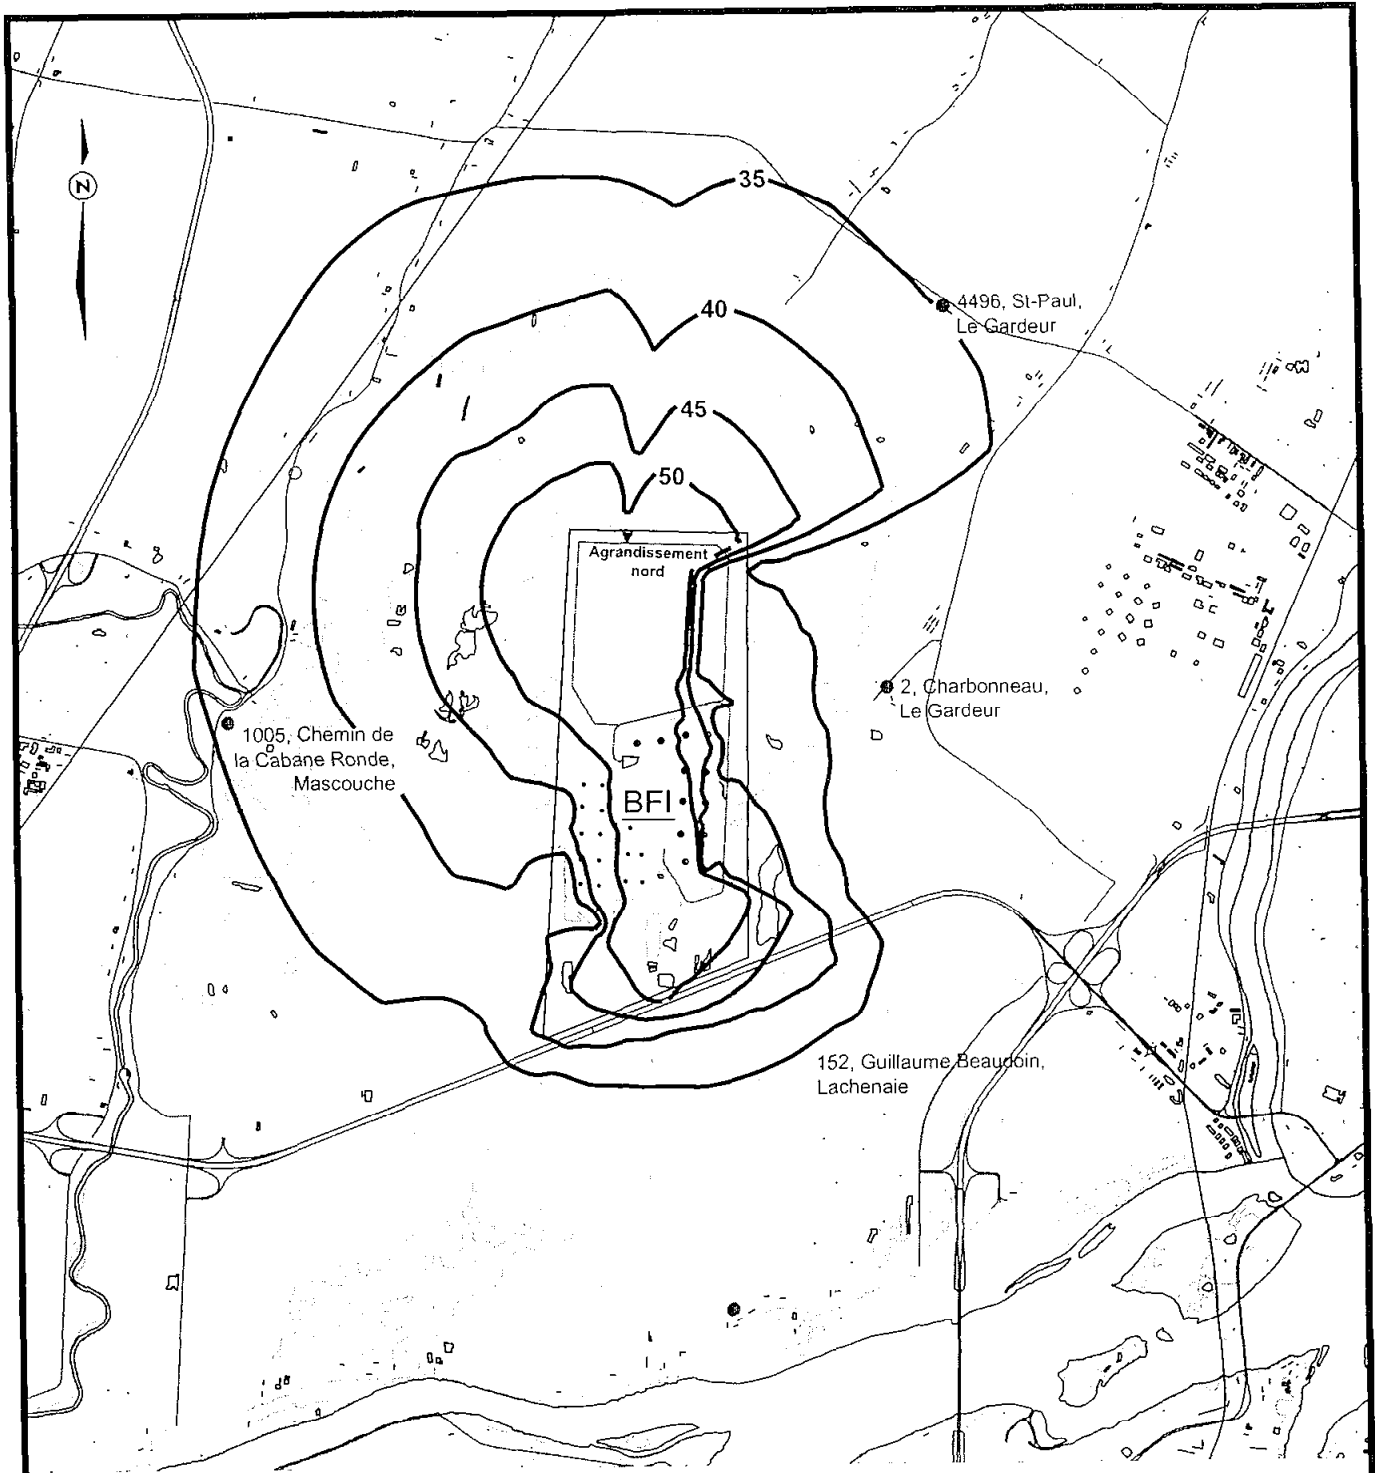 35
N
4496, St-Paul,
Le Gardeur
40
45
50
Agrandissement
nord
2, Charbonneau,
Le Gardeur
1005, Chemin de
la Cabane Ronde,
Mascouche
BFI
152, Guillaume Beaudoin,
Lachenaie